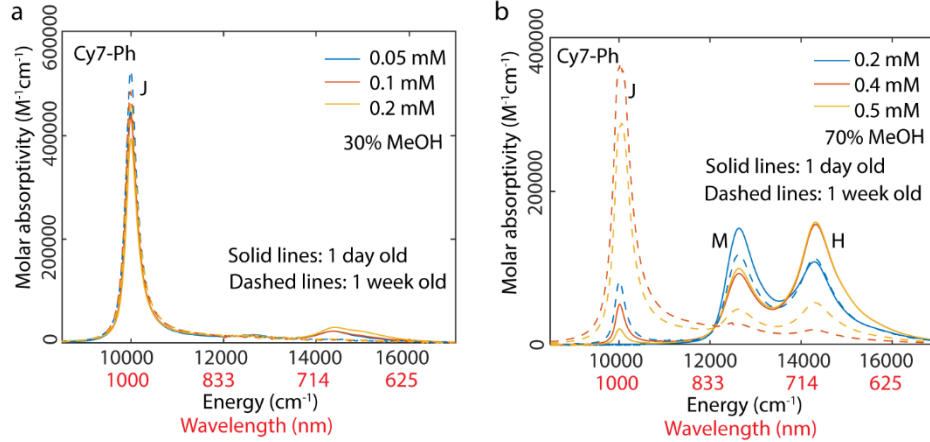 a
Cy7-Ph
J
0.05 mM
0.1 mM
0.2 mM
30% MeOH
Solid lines: 1 day old
Dashed lines: 1 week old
Molar absorptivity (M-1cm-1)
600000
400000
200000
0
10000 12000 14000 16000
1000 833 714 625
Energy (cm-1)
Wavelength (nm)
b
Cy7-Ph
J
0.2 mM
0.4 mM
0.5 mM
70% MeOH
Solid lines: 1 day old
Dashed lines: 1 week old
M
H
Molar absorptivity (M-1cm-1)
400000
200000
0
10000 12000 14000 16000
1000 833 714 625
Energy (cm-1)
Wavelength (nm)